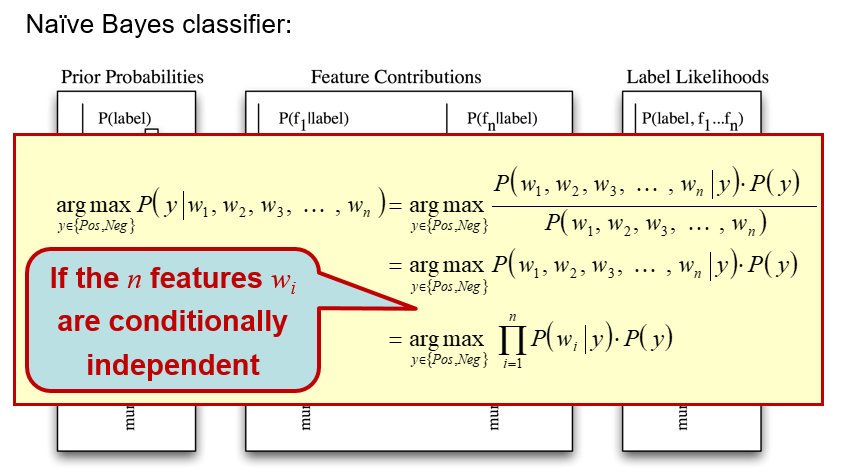 Naïve Bayes classifier:
Prior Probabilities
Feature Contributions
Label Likelihoods
P(label)
P(f₁|label)
P(fₙ|label)
P(label, f₁...fₙ)
arg max P(y|w₁, w₂, w₃, … , wₙ) = arg max P(w₁, w₂, w₃, … , wₙ|y)·P(y) / P(w₁, w₂, w₃, … , wₙ)
y∈{Pos,Neg} y∈{Pos,Neg}
= arg max P(w₁, w₂, w₃, … , wₙ|y)·P(y)
y∈{Pos,Neg}
= arg max ∏ P(wᵢ|y)·P(y)
y∈{Pos,Neg} i=1 n
If the n features wᵢ
are conditionally
independent